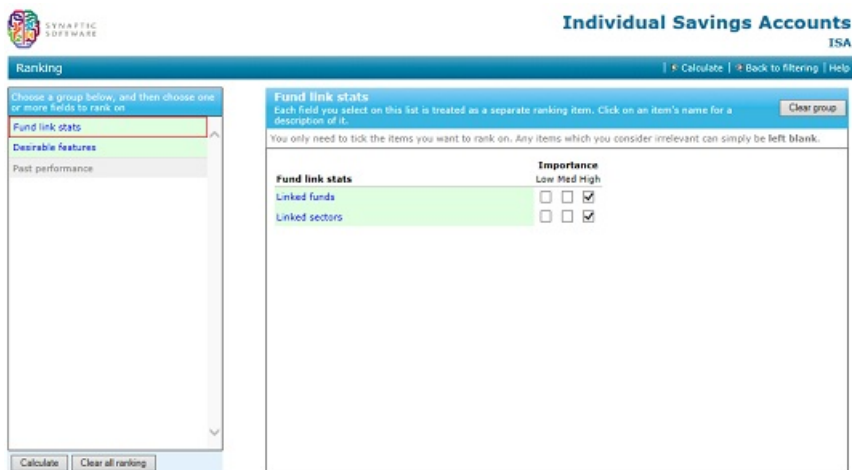 SYNAPTIC
SOFTWARE
Individual Savings Accounts
ISA
Ranking
| Calculate | Back to filtering | Help
Choose a group below, and then choose one
or more fields to rank on
Fund link stats
Desirable features
Past performance
Fund link stats
Each field you select on this list is treated as a separate ranking item. Click on an item's name for a
description of it.
Clear group
You only need to tick the items you want to rank on. Any items which you consider irrelevant can simply be left blank.
Importance
Fund link stats Low Med High
Linked funds
Linked sectors
Calculate Clear all ranking